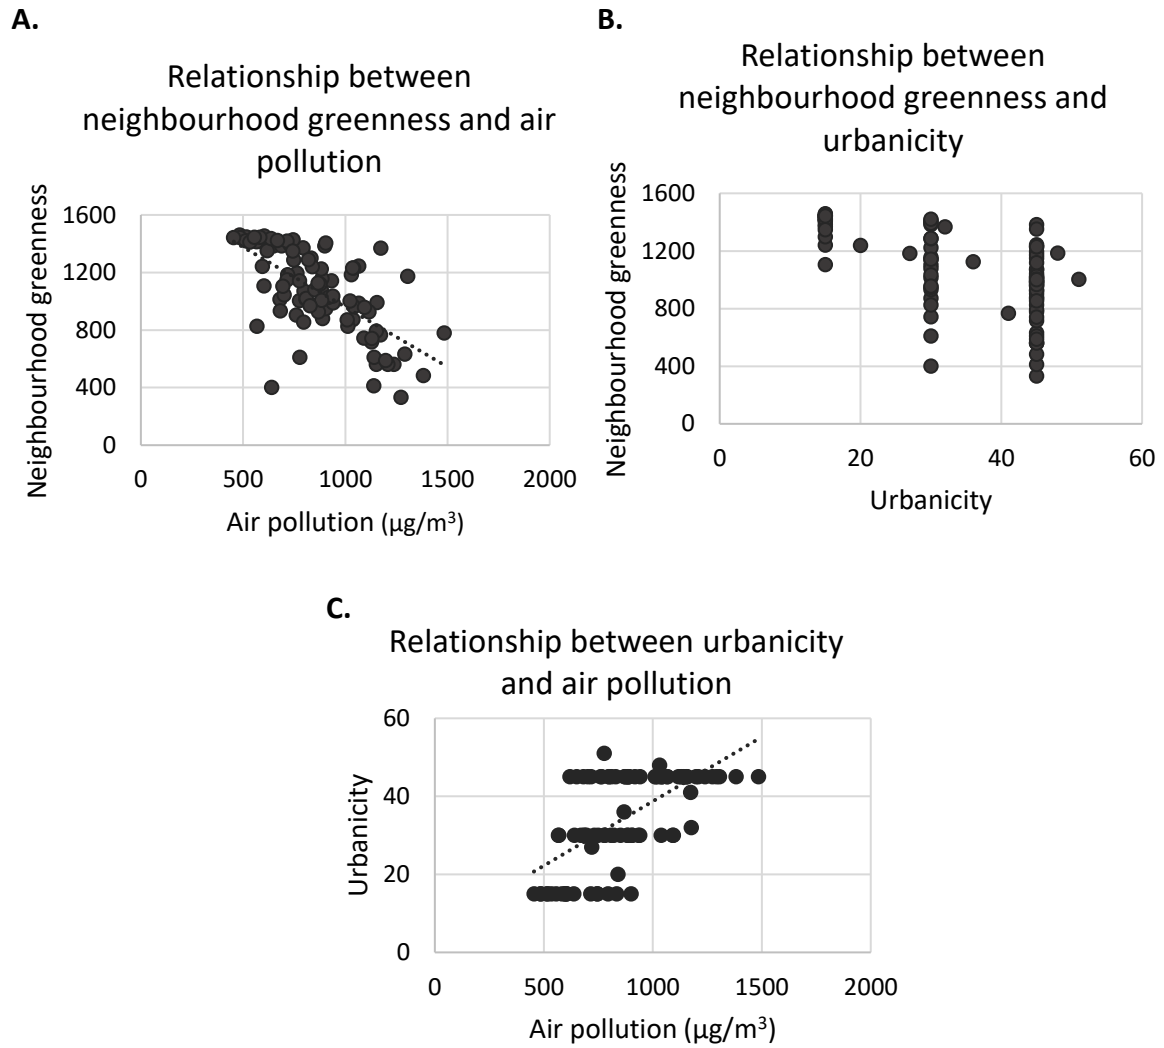 A.
Relationship between
neighbourhood greenness and air
pollution
Neighbourhood greenness
1600
1200
800
400
0
0 500 1000 1500 2000
Air pollution (µg/m³)
B.
Relationship between
neighbourhood greenness and
urbanicity
Neighbourhood greenness
1600
1200
800
400
0
0 20 40 60
Urbanicity
C.
Relationship between urbanicity
and air pollution
Urbanicity
60
40
20
0
0 500 1000 1500 2000
Air pollution (µg/m³)